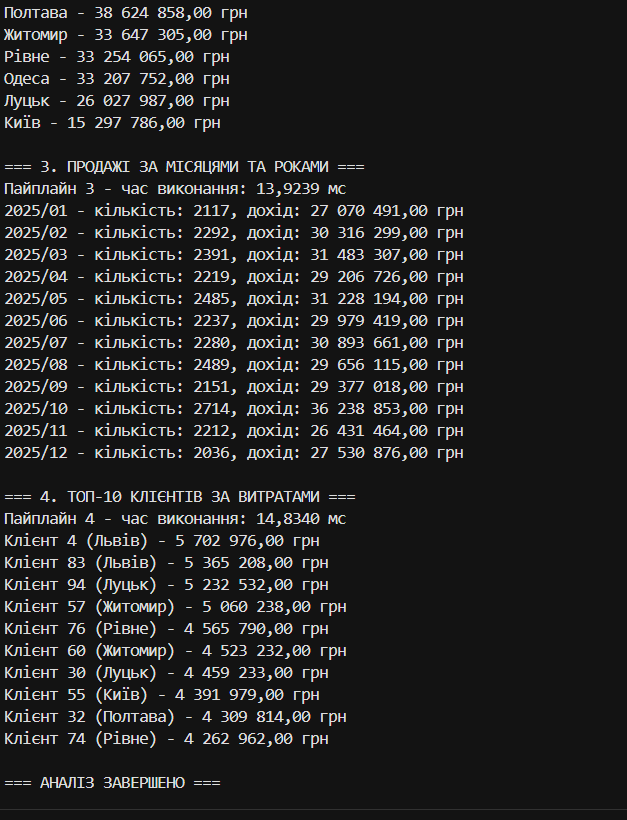 Полтава - 38 624 858,00 грн
Житомир - 33 647 305,00 грн
Рівне - 33 254 065,00 грн
Одеса - 33 207 752,00 грн
Луцьк - 26 027 987,00 грн
Київ - 15 297 786,00 грн
=== 3. ПРОДАЖІ ЗА МІСЯЦЯМИ ТА РОКАМИ ===
Пайплайн 3 - час виконання: 13,9239 мс
2025/01 - кількість: 2117, дохід: 27 070 491,00 грн
2025/02 - кількість: 2292, дохід: 30 316 299,00 грн
2025/03 - кількість: 2391, дохід: 31 483 307,00 грн
2025/04 - кількість: 2219, дохід: 29 206 726,00 грн
2025/05 - кількість: 2485, дохід: 31 228 194,00 грн
2025/06 - кількість: 2237, дохід: 29 979 419,00 грн
2025/07 - кількість: 2280, дохід: 30 893 661,00 грн
2025/08 - кількість: 2489, дохід: 29 656 115,00 грн
2025/09 - кількість: 2151, дохід: 29 377 018,00 грн
2025/10 - кількість: 2714, дохід: 36 238 853,00 грн
2025/11 - кількість: 2212, дохід: 26 431 464,00 грн
2025/12 - кількість: 2036, дохід: 27 530 876,00 грн
=== 4. ТОП-10 КЛІЄНТІВ ЗА ВИТРАТАМИ ===
Пайплайн 4 - час виконання: 14,8340 мс
Клієнт 4 (Львів) - 5 702 976,00 грн
Клієнт 83 (Львів) - 5 365 208,00 грн
Клієнт 94 (Луцьк) - 5 232 532,00 грн
Клієнт 57 (Житомир) - 5 060 238,00 грн
Клієнт 76 (Рівне) - 4 565 790,00 грн
Клієнт 60 (Житомир) - 4 523 232,00 грн
Клієнт 30 (Луцьк) - 4 459 233,00 грн
Клієнт 55 (Київ) - 4 391 979,00 грн
Клієнт 32 (Полтава) - 4 309 814,00 грн
Клієнт 74 (Рівне) - 4 262 962,00 грн
=== АНАЛІЗ ЗАВЕРШЕНО ===